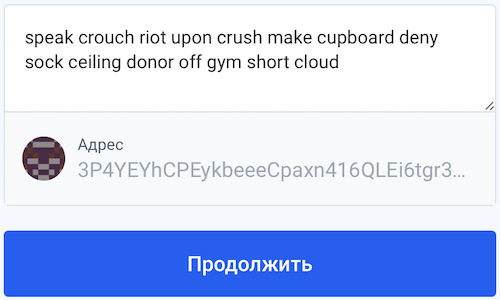 speak crouch riot upon crush make cupboard deny
sock ceiling donor off gym short cloud
Адрес
3P4YEYhCPEykbeeeCpaxn416QLEi6tgr3...
Продолжить